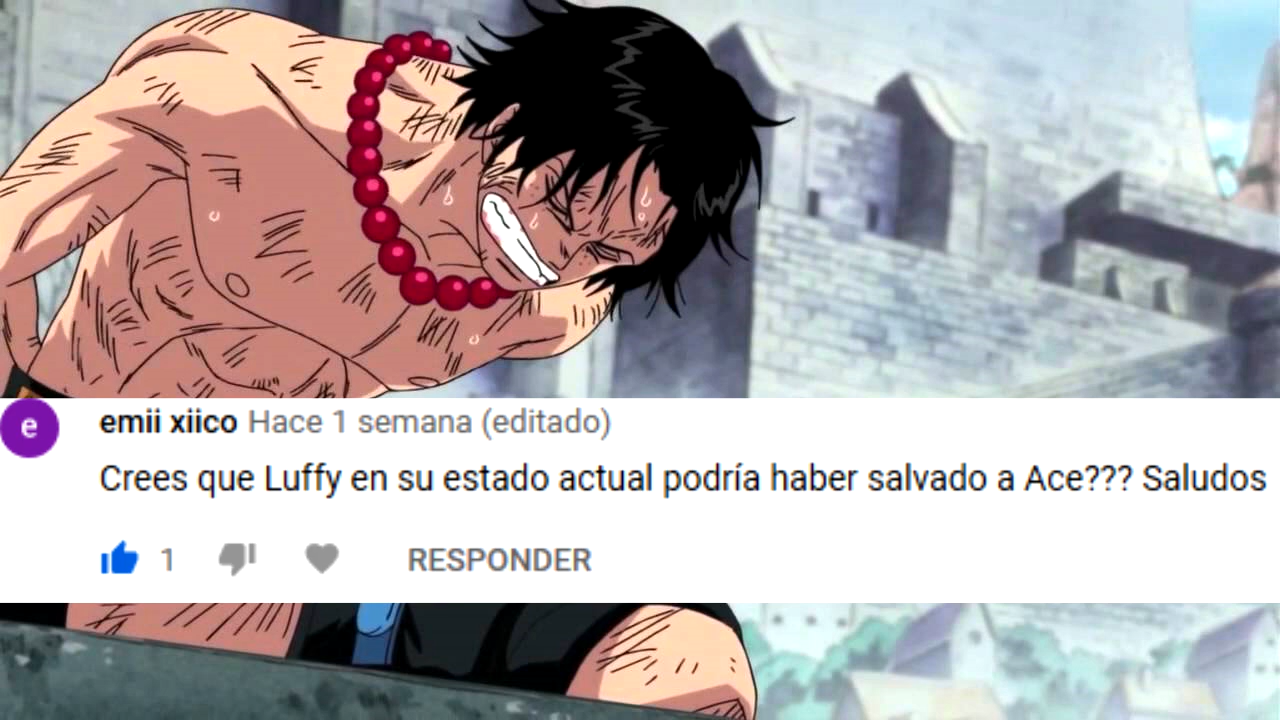 e
emii xiico Hace 1 semana (editado)
Crees que Luffy en su estado actual podría haber salvado a Ace??? Saludos
1
RESPONDER